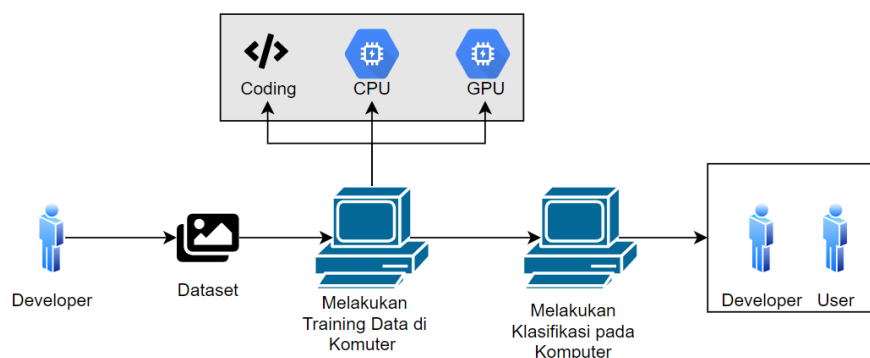 Coding
CPU
GPU
Developer
Dataset
Melakukan
Training Data di
Komuter
Melakukan
Klasifikasi pada
Komputer
Developer
User